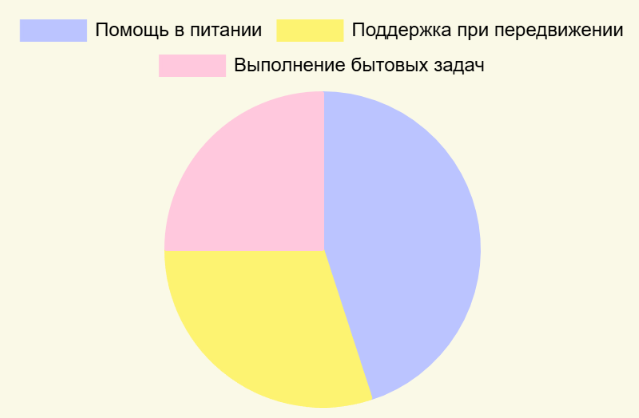 Помощь в питании Поддержка при передвижении
Выполнение бытовых задач